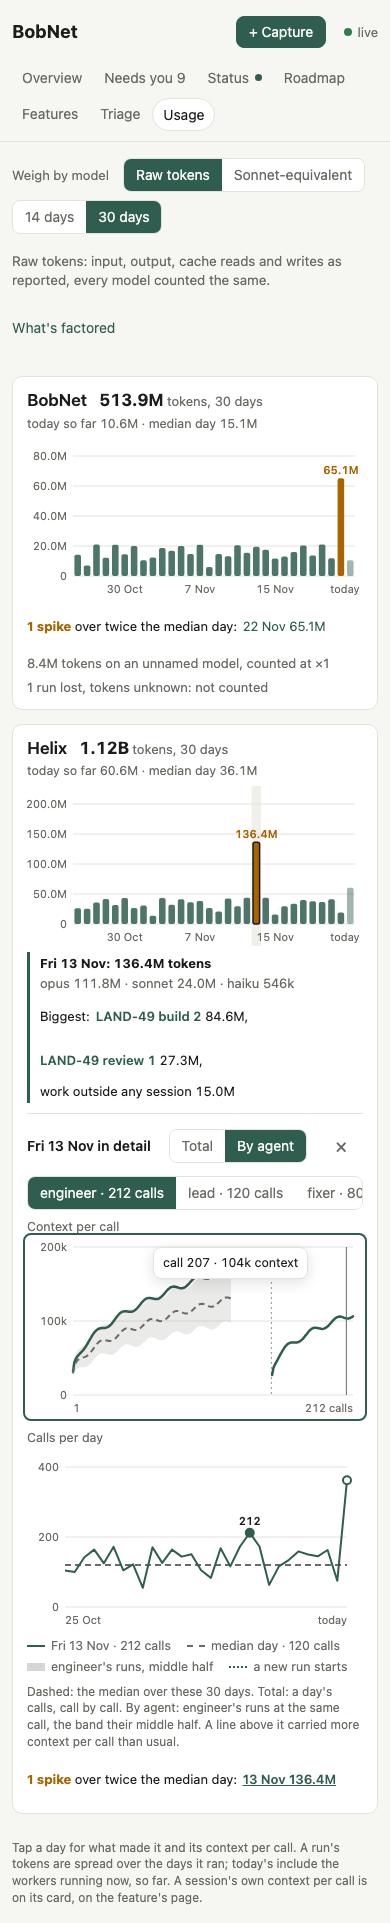 BobNet
+ Capture
live
Overview
Needs you 9
Status
Roadmap
Features
Triage
Usage
Weigh by model
Raw tokens
Sonnet-equivalent
14 days
30 days
Raw tokens: input, output, cache reads and writes as
reported, every model counted the same.
What's factored
BobNet 513.9M tokens, 30 days
today so far 10.6M · median day 15.1M
80.0M
65.1M
60.0M
40.0M
20.0M
0
30 Oct
7 Nov
15 Nov
today
1 spike over twice the median day: 22 Nov 65.1M
8.4M tokens on an unnamed model, counted at ×1
1 run lost, tokens unknown: not counted
Helix 1.12B tokens, 30 days
today so far 60.6M · median day 36.1M
200.0M
150.0M
136.4M
100.0M
50.0M
0
30 Oct
7 Nov
15 Nov
today
Fri 13 Nov: 136.4M tokens
opus 111.8M · sonnet 24.0M · haiku 546k
Biggest: LAND-49 build 2 84.6M,
LAND-49 review 1 27.3M,
work outside any session 15.0M
Fri 13 Nov in detail
Total
By agent
×
engineer · 212 calls
lead · 120 calls
fixer · 80
Context per call
200k
call 207 · 104k context
100k
0
1
212 calls
Calls per day
400
212
200
0
25 Oct
today
Fri 13 Nov · 212 calls
median day · 120 calls
engineer's runs, middle half
a new run starts
Dashed: the median over these 30 days. Total: a day's
calls, call by call. By agent: engineer's runs at the same
call, the band their middle half. A line above it carried more
context per call than usual.
1 spike over twice the median day: 13 Nov 136.4M
Tap a day for what made it and its context per call. A run's
tokens are spread over the days it ran; today's include the
workers running now, so far. A session's own context per call is
on its card, on the feature's page.